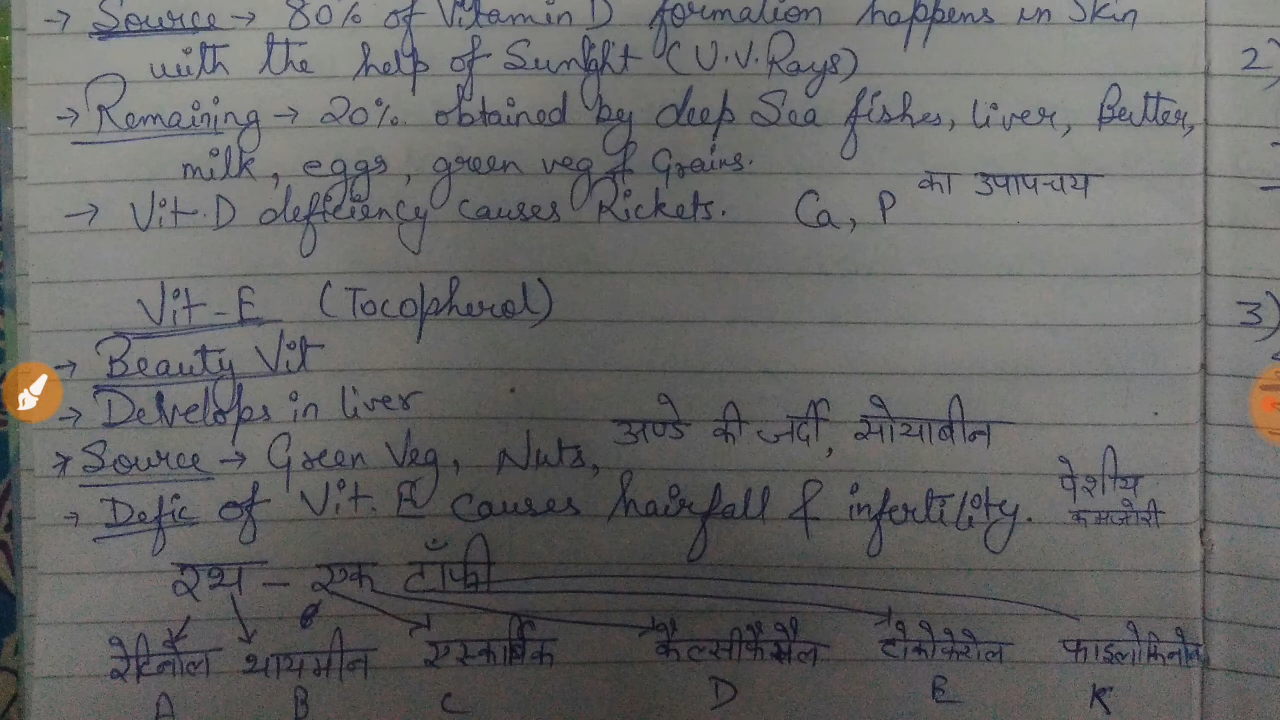 → Source → 80% of Vitamin D formation happens in Skin
with the help of Sunlight (U.V. Rays)
→ Remaining → 20% obtained by deep Sea fishes, liver, Butter,
milk, eggs, green veg & Grains.
→ Vit. D deficiency causes Rickets. Ca, P का उपापचय
Vit-E (Tocopherol)
→ Beauty Vit
→ Develops in liver
→ Source → Green Veg, Nuts, अण्डे की जर्दी, सोयाबीन
→ Defic of Vit. E causes hairfall & infertility. पेशीय कमजोरी
रथ - एक टॉफी
रेटिनोल थायमीन एस्कार्बिक टोकोफेरोल
A B C D E K
2)
3)